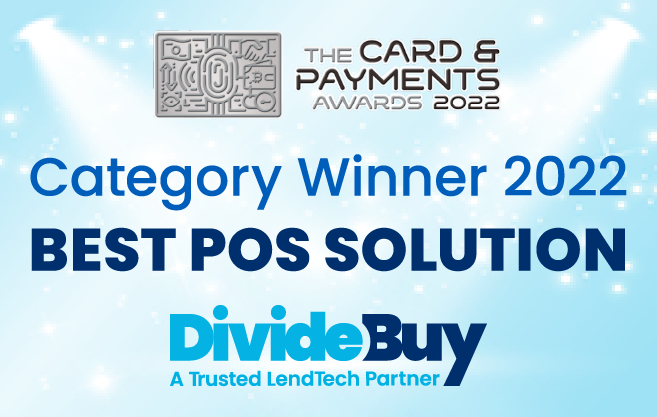 THE CARD &
PAYMENTS
AWARDS 2022
Category Winner 2022
BEST POS SOLUTION
DivideBuy
A Trusted LendTech Partner